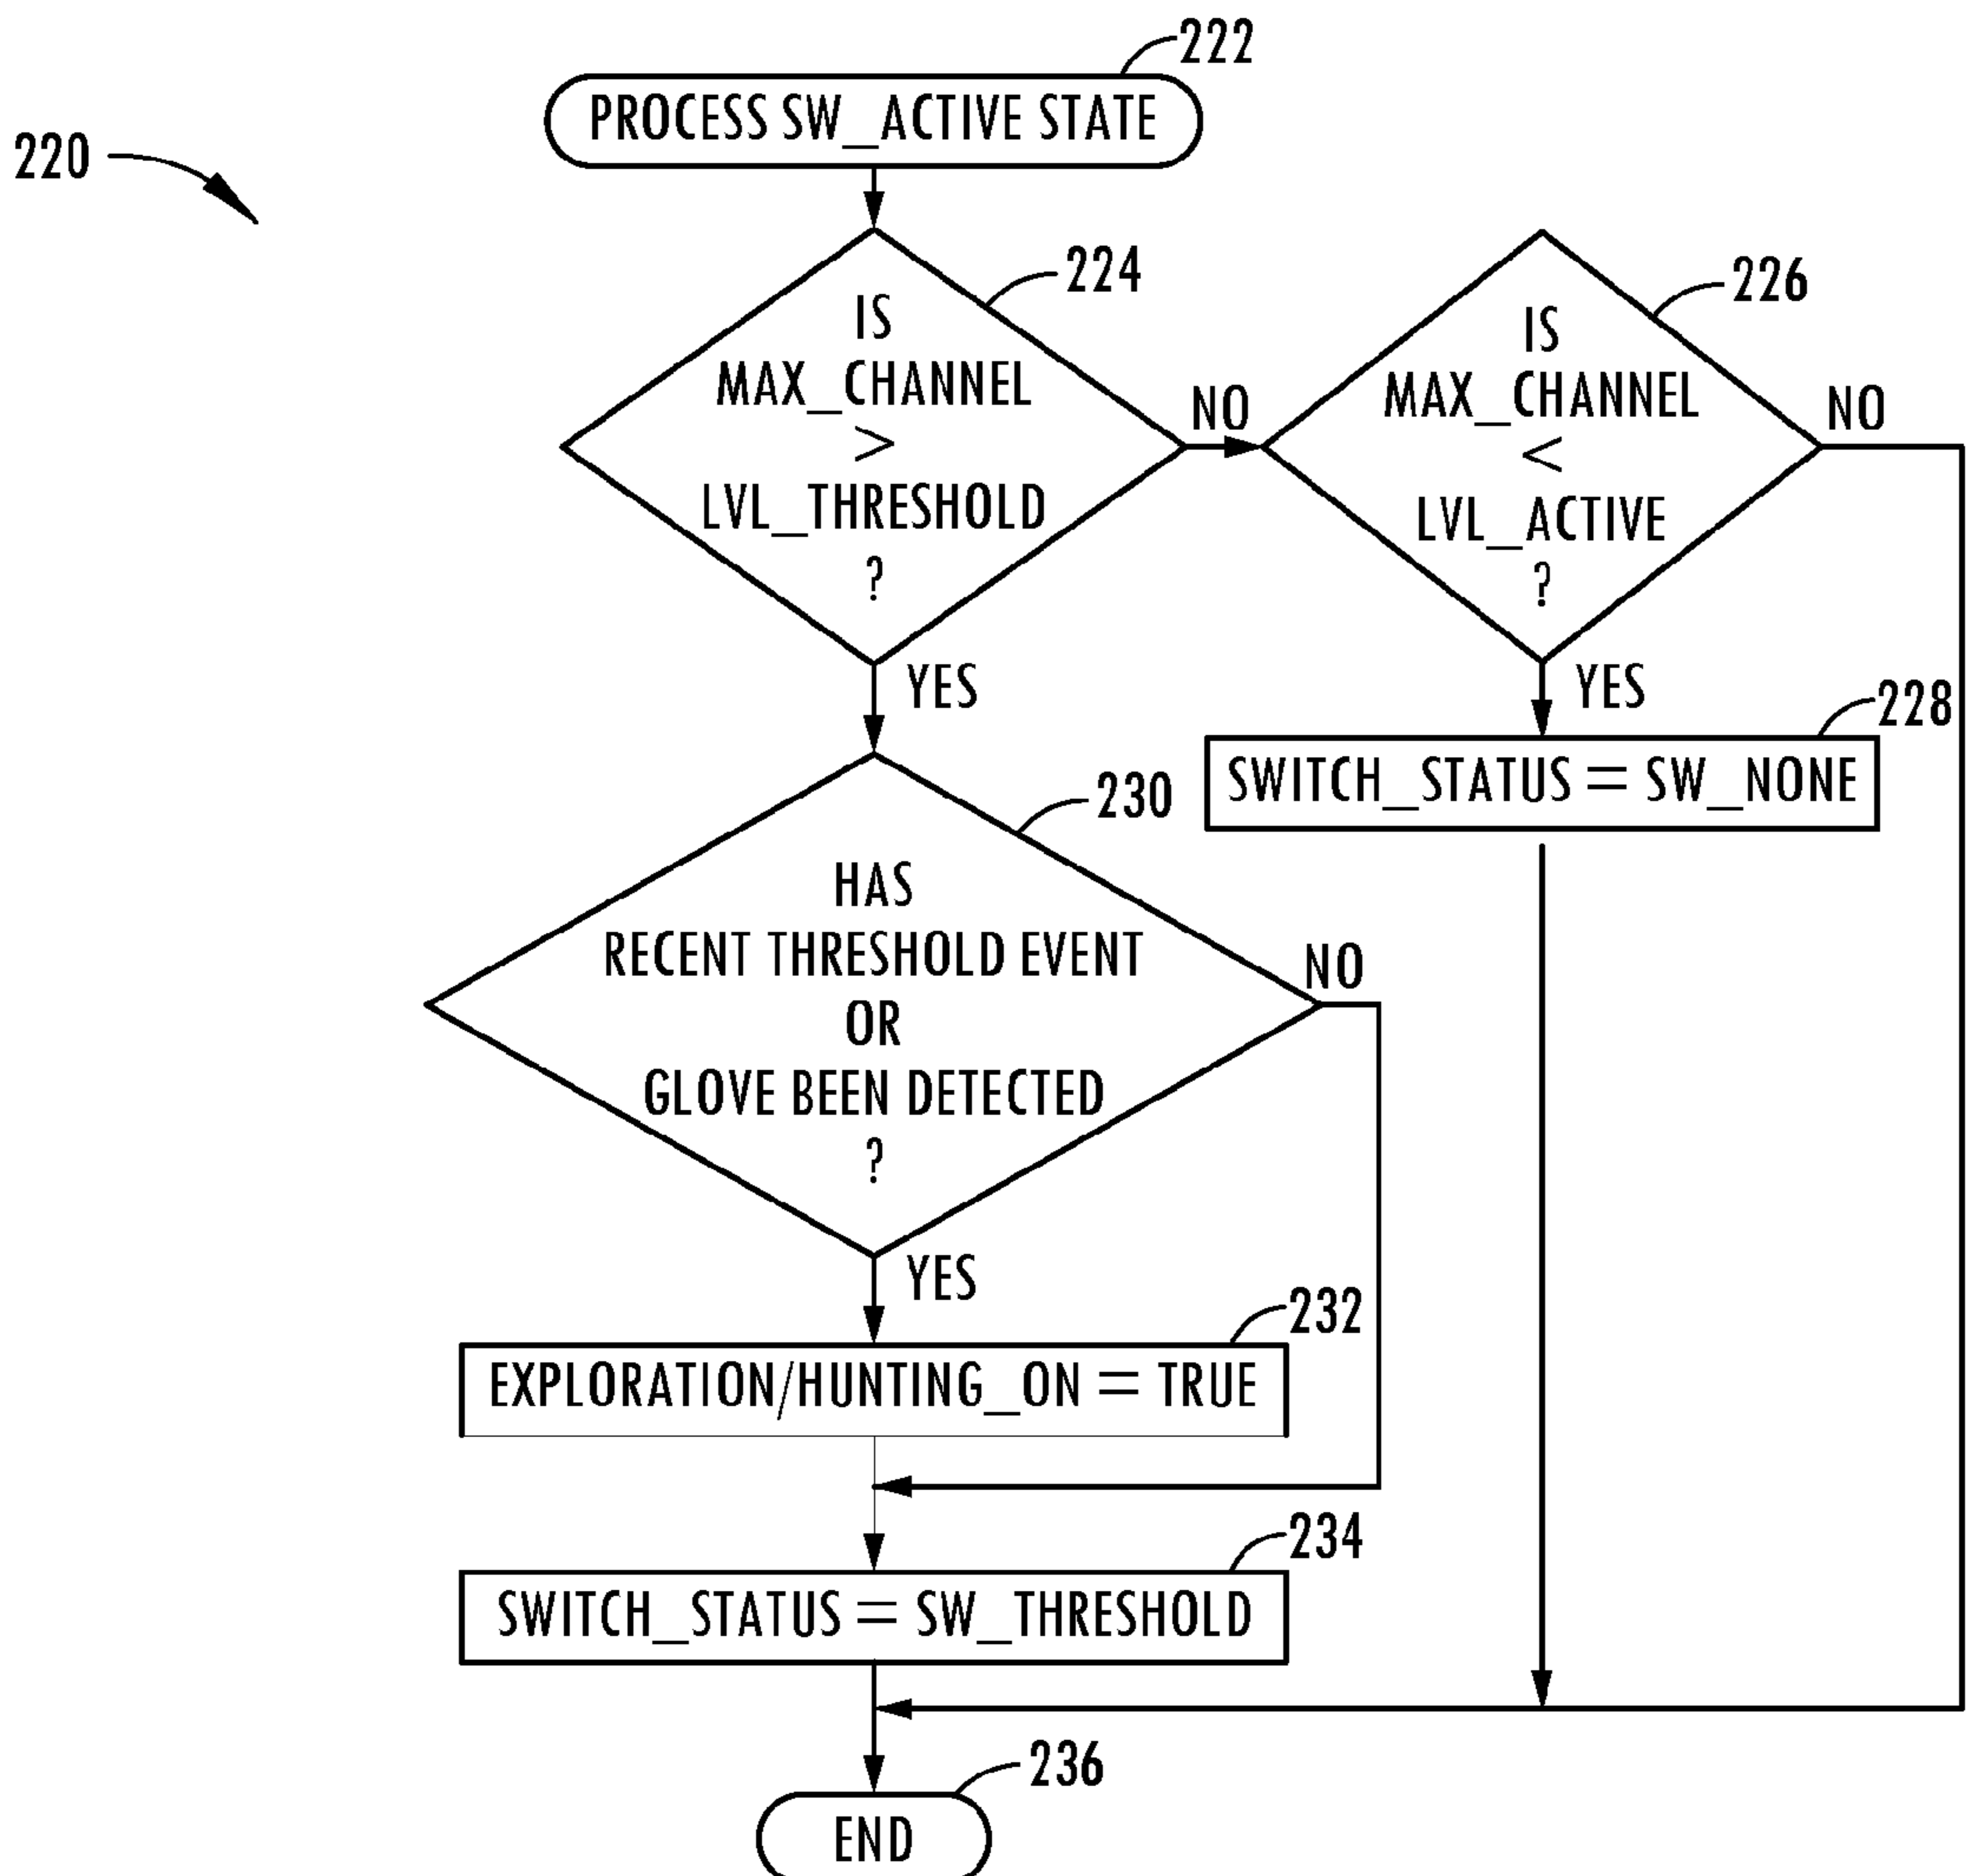 222
PROCESS SW_ACTIVE STATE
220
224
IS
MAX_CHANNEL
>
LVL_THRESHOLD
?
NO
YES
226
IS
MAX_CHANNEL
<
LVL_ACTIVE
?
NO
YES
228
SWITCH_STATUS = SW_NONE
230
HAS
RECENT THRESHOLD EVENT
OR
GLOVE BEEN DETECTED
?
NO
YES
232
EXPLORATION/HUNTING_ON = TRUE
234
SWITCH_STATUS = SW_THRESHOLD
236
END